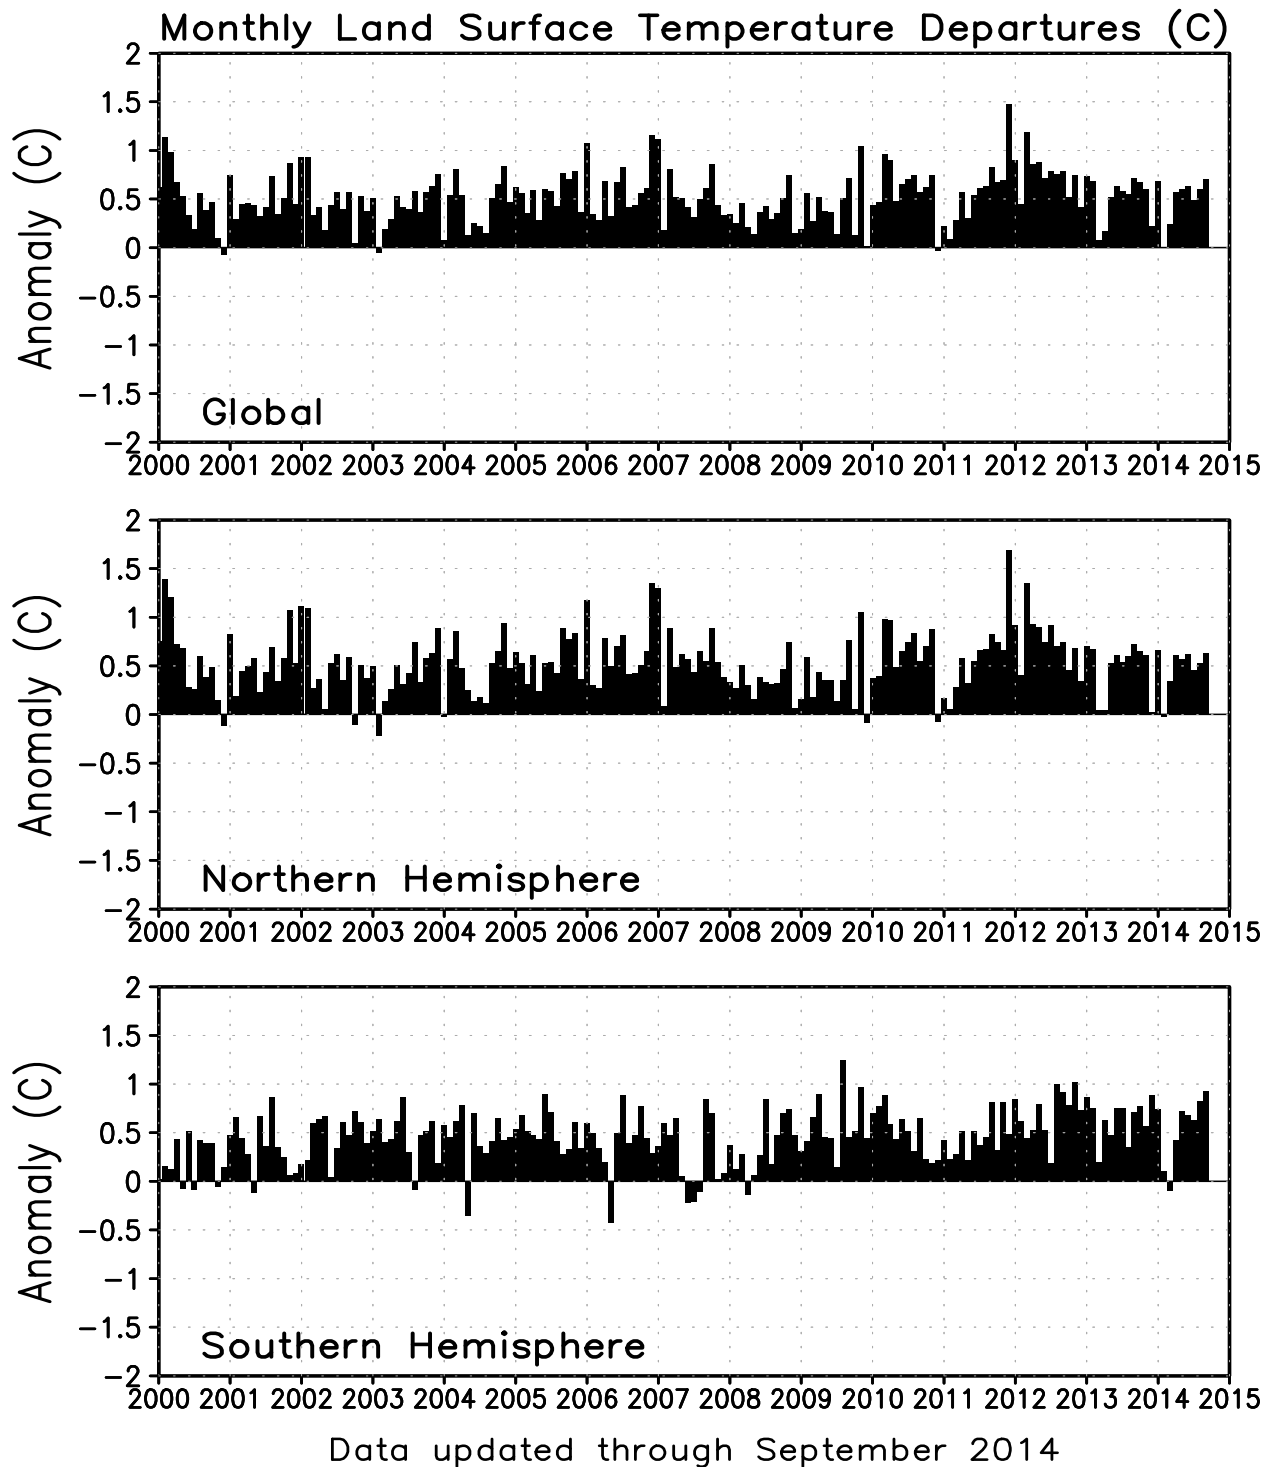 Monthly Land Surface Temperature Departures (C)
2
1.5
1
0.5
0
−0.5
−1
−1.5
−2
Anomaly (C)
Global
2000 2001 2002 2003 2004 2005 2006 2007 2008 2009 2010 2011 2012 2013 2014 2015
2
1.5
1
0.5
0
−0.5
−1
−1.5
−2
Anomaly (C)
Northern Hemisphere
2000 2001 2002 2003 2004 2005 2006 2007 2008 2009 2010 2011 2012 2013 2014 2015
2
1.5
1
0.5
0
−0.5
−1
−1.5
−2
Anomaly (C)
Southern Hemisphere
2000 2001 2002 2003 2004 2005 2006 2007 2008 2009 2010 2011 2012 2013 2014 2015
Data updated through September 2014